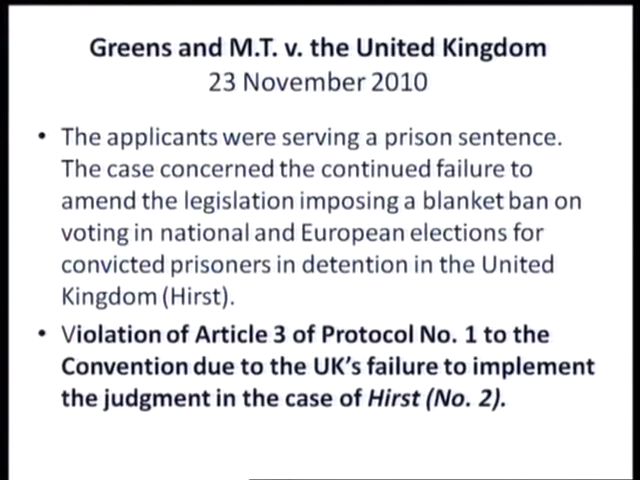 Greens and M.T. v. the United Kingdom
23 November 2010
• The applicants were serving a prison sentence.
The case concerned the continued failure to
amend the legislation imposing a blanket ban on
voting in national and European elections for
convicted prisoners in detention in the United
Kingdom (Hirst).
• Violation of Article 3 of Protocol No. 1 to the
Convention due to the UK's failure to implement
the judgment in the case of Hirst (No. 2).